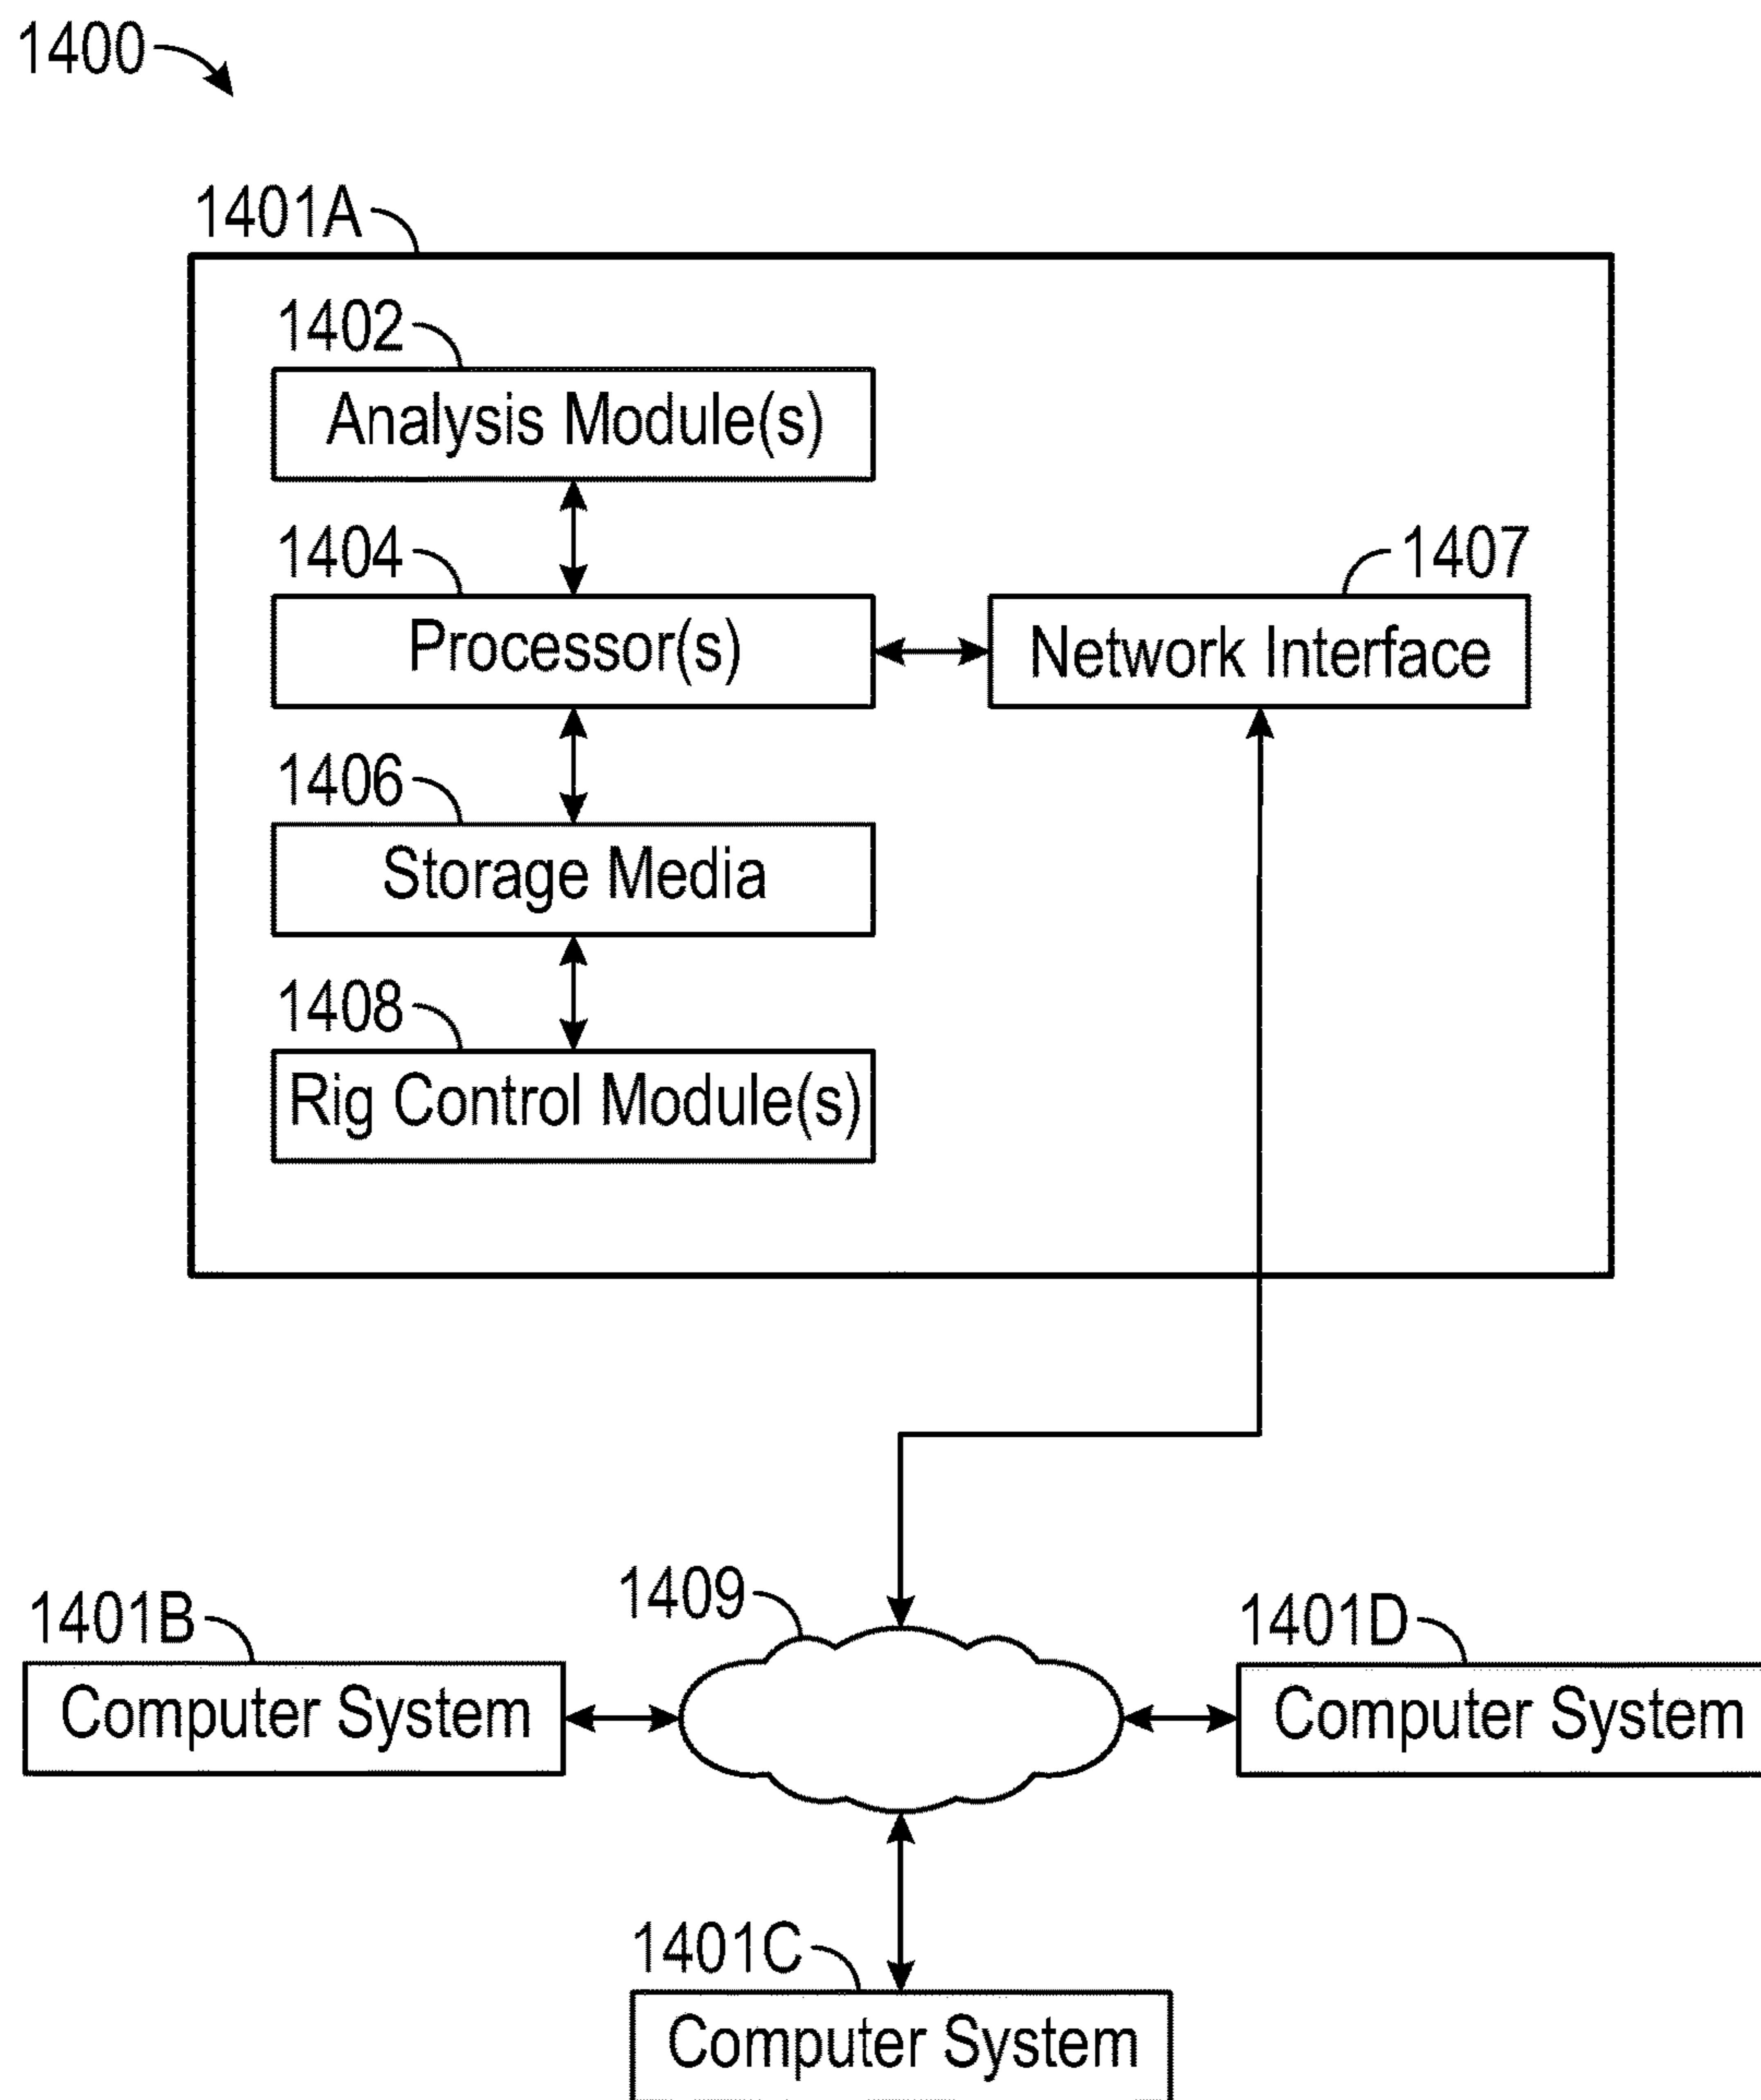 1400
1401A
1402
Analysis Module(s)
1404
Processor(s)
1407
Network Interface
1406
Storage Media
1408
Rig Control Module(s)
1409
1401B
Computer System
1401D
Computer System
1401C
Computer System